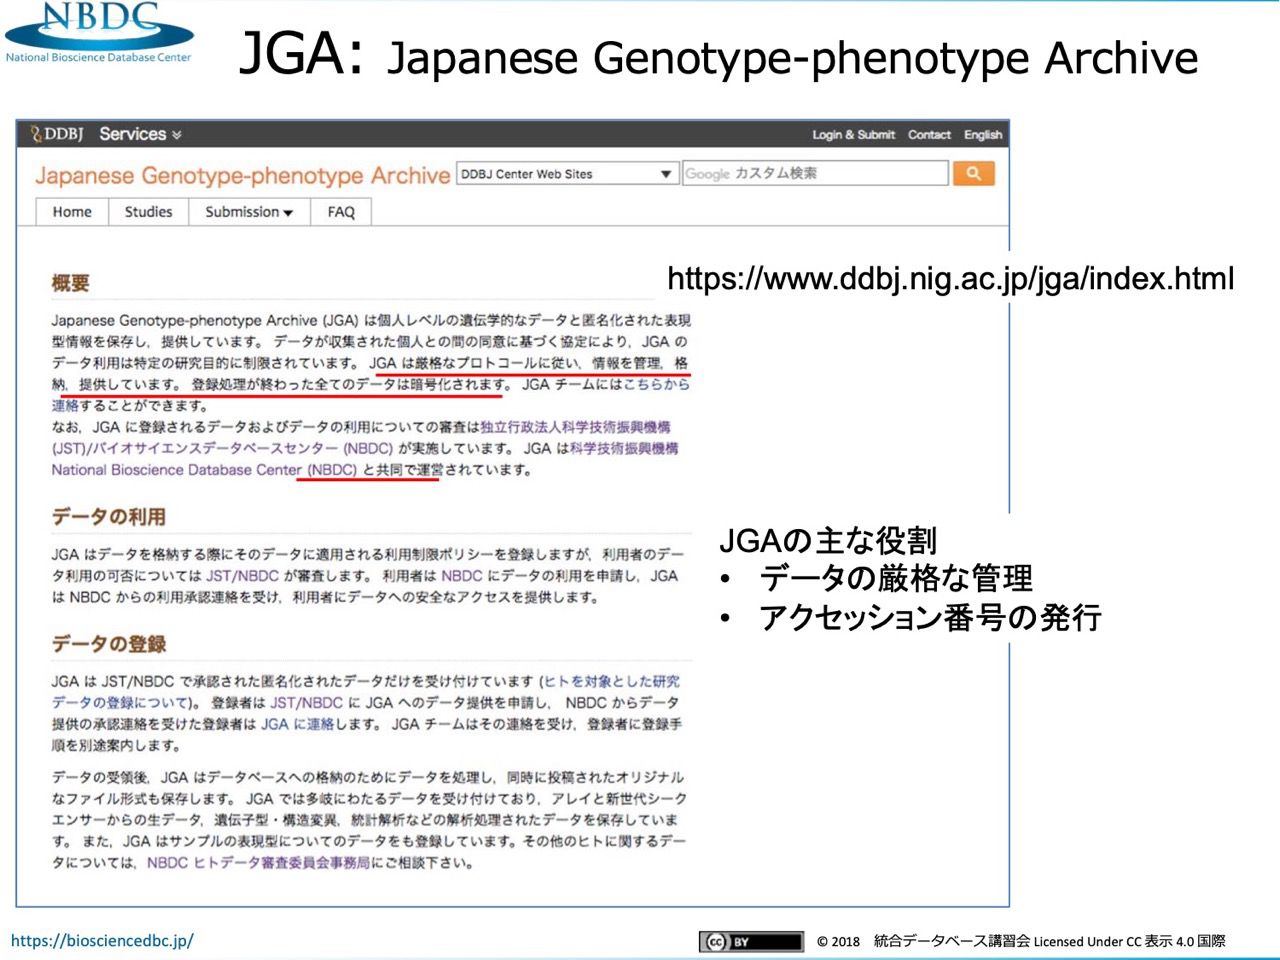 NBDC
National Bioscience Database Center
JGA: Japanese Genotype-phenotype Archive
DDBJ Services
Login & Submit Contact English
Japanese Genotype-phenotype Archive DDBJ Center Web Sites ▼ Google カスタム検索
Home Studies Submission ▼ FAQ
https://www.ddbj.nig.ac.jp/jga/index.html
概要
Japanese Genotype-phenotype Archive (JGA) は個人レベルの遺伝学的なデータと匿名化された表現
型情報を保存し，提供しています。 データが収集された個人との間の同意に基づく協定により，JGA の
データ利用は特定の研究目的に制限されています。 JGA は厳格なプロトコールに従い，情報を管理，格
納，提供しています。 登録処理が終わった全てのデータは暗号化されます。 JGA チームにはこちらから
連絡することができます。
なお，JGA に登録されるデータおよびデータの利用についての審査は独立行政法人科学技術振興機構
(JST)/バイオサイエンスデータベースセンター (NBDC) が実施しています。 JGA は科学技術振興機構
National Bioscience Database Center (NBDC) と共同で運営されています。
データの利用
JGA はデータを格納する際にそのデータに適用される利用制限ポリシーを登録しますが，利用者のデー
タ利用の可否については JST/NBDC が審査します。 利用者は NBDC にデータの利用を申請し，JGA
は NBDC からの利用承認連絡を受け，利用者にデータへの安全なアクセスを提供します。
JGAの主な役割
• データの厳格な管理
• アクセッション番号の発行
データの登録
JGA は JST/NBDC で承認された匿名化されたデータだけを受け付けています (ヒトを対象とした研究
データの登録について)。 登録者は JST/NBDC に JGA へのデータ提供を申請し， NBDC からデータ
提供の承認連絡を受けた登録者は JGA に連絡します。 JGA チームはその連絡を受け，登録者に登録手
順を別途案内します。
データの受領後，JGA はデータベースへの格納のためにデータを処理し，同時に投稿されたオリジナル
なファイル形式も保存します。 JGA では多岐にわたるデータを受け付けており，アレイと新世代シーク
エンサーからの生データ，遺伝子型・構造変異，統計解析などの解析処理されたデータを保存していま
す。 また，JGA はサンプルの表現型についてのデータをも登録しています。その他のヒトに関するデー
タについては，NBDC ヒトデータ審査委員会事務局にご相談下さい。
https://biosciencedbc.jp/
cc BY © 2018 統合データベース講習会 Licensed Under CC 表示 4.0 国際